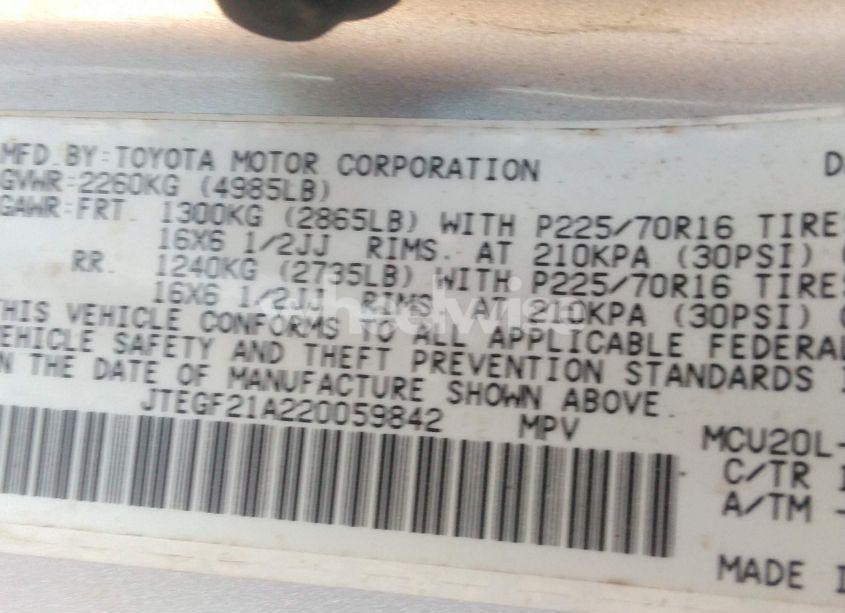 MFD. BY: TOYOTA MOTOR CORPORATION
GVWR: 2260KG (4985LB)
GAWR: FRT. 1300KG (2865LB) WITH P225/70R16 TIRES
16X6 1/2JJ RIMS. AT 210KPA (30PSI)
RR. 1240KG (2735LB) WITH P225/70R16 TIRES
16X6 1/2JJ RIMS. AT 210KPA (30PSI)
THIS VEHICLE CONFORMS TO ALL APPLICABLE FEDERAL
VEHICLE SAFETY AND THEFT PREVENTION STANDARDS
THE DATE OF MANUFACTURE SHOWN ABOVE.
JTEGF21A220059842 MPV MCU20L-
C/TR
A/TM
MADE